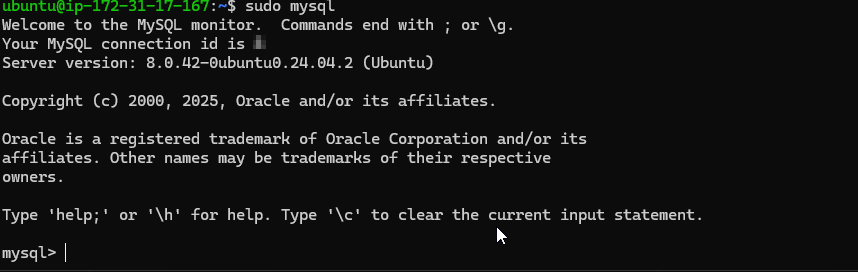 ubuntu@ip-172-31-17-167:~$ sudo mysql
Welcome to the MySQL monitor.  Commands end with ; or \g.
Your MySQL connection id is
Server version: 8.0.42-0ubuntu0.24.04.2 (Ubuntu)
Copyright (c) 2000, 2025, Oracle and/or its affiliates.
Oracle is a registered trademark of Oracle Corporation and/or its
affiliates. Other names may be trademarks of their respective
owners.
Type 'help;' or '\h' for help. Type '\c' to clear the current input statement.
mysql>